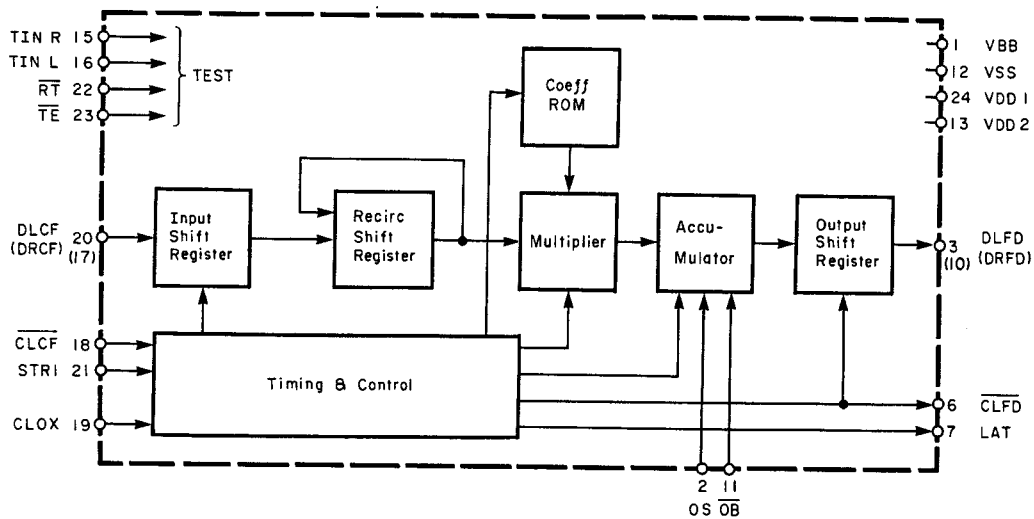 TIN R 15
TIN L 16
RT 22
TE 23
TEST
1 VBB
12 VSS
24 VDD 1
13 VDD 2
Coeff
ROM
DLCF 20
(DRCF) (17)
Input
Shift
Register
Recirc
Shift
Register
Multiplier
Accu-
Mulator
Output
Shift
Register
3 DLFD
(10) (DRFD)
CLCF 18
STR1 21
CLOX 19
Timing & Control
6 CLFD
7 LAT
2 11
OS OB